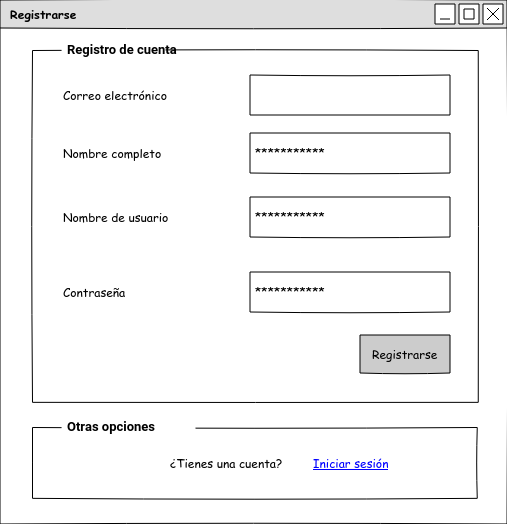 Registrarse
Registro de cuenta
Correo electrónico
Nombre completo ***********
Nombre de usuario ***********
Contraseña ***********
Registrarse
Otras opciones
¿Tienes una cuenta? Iniciar sesión